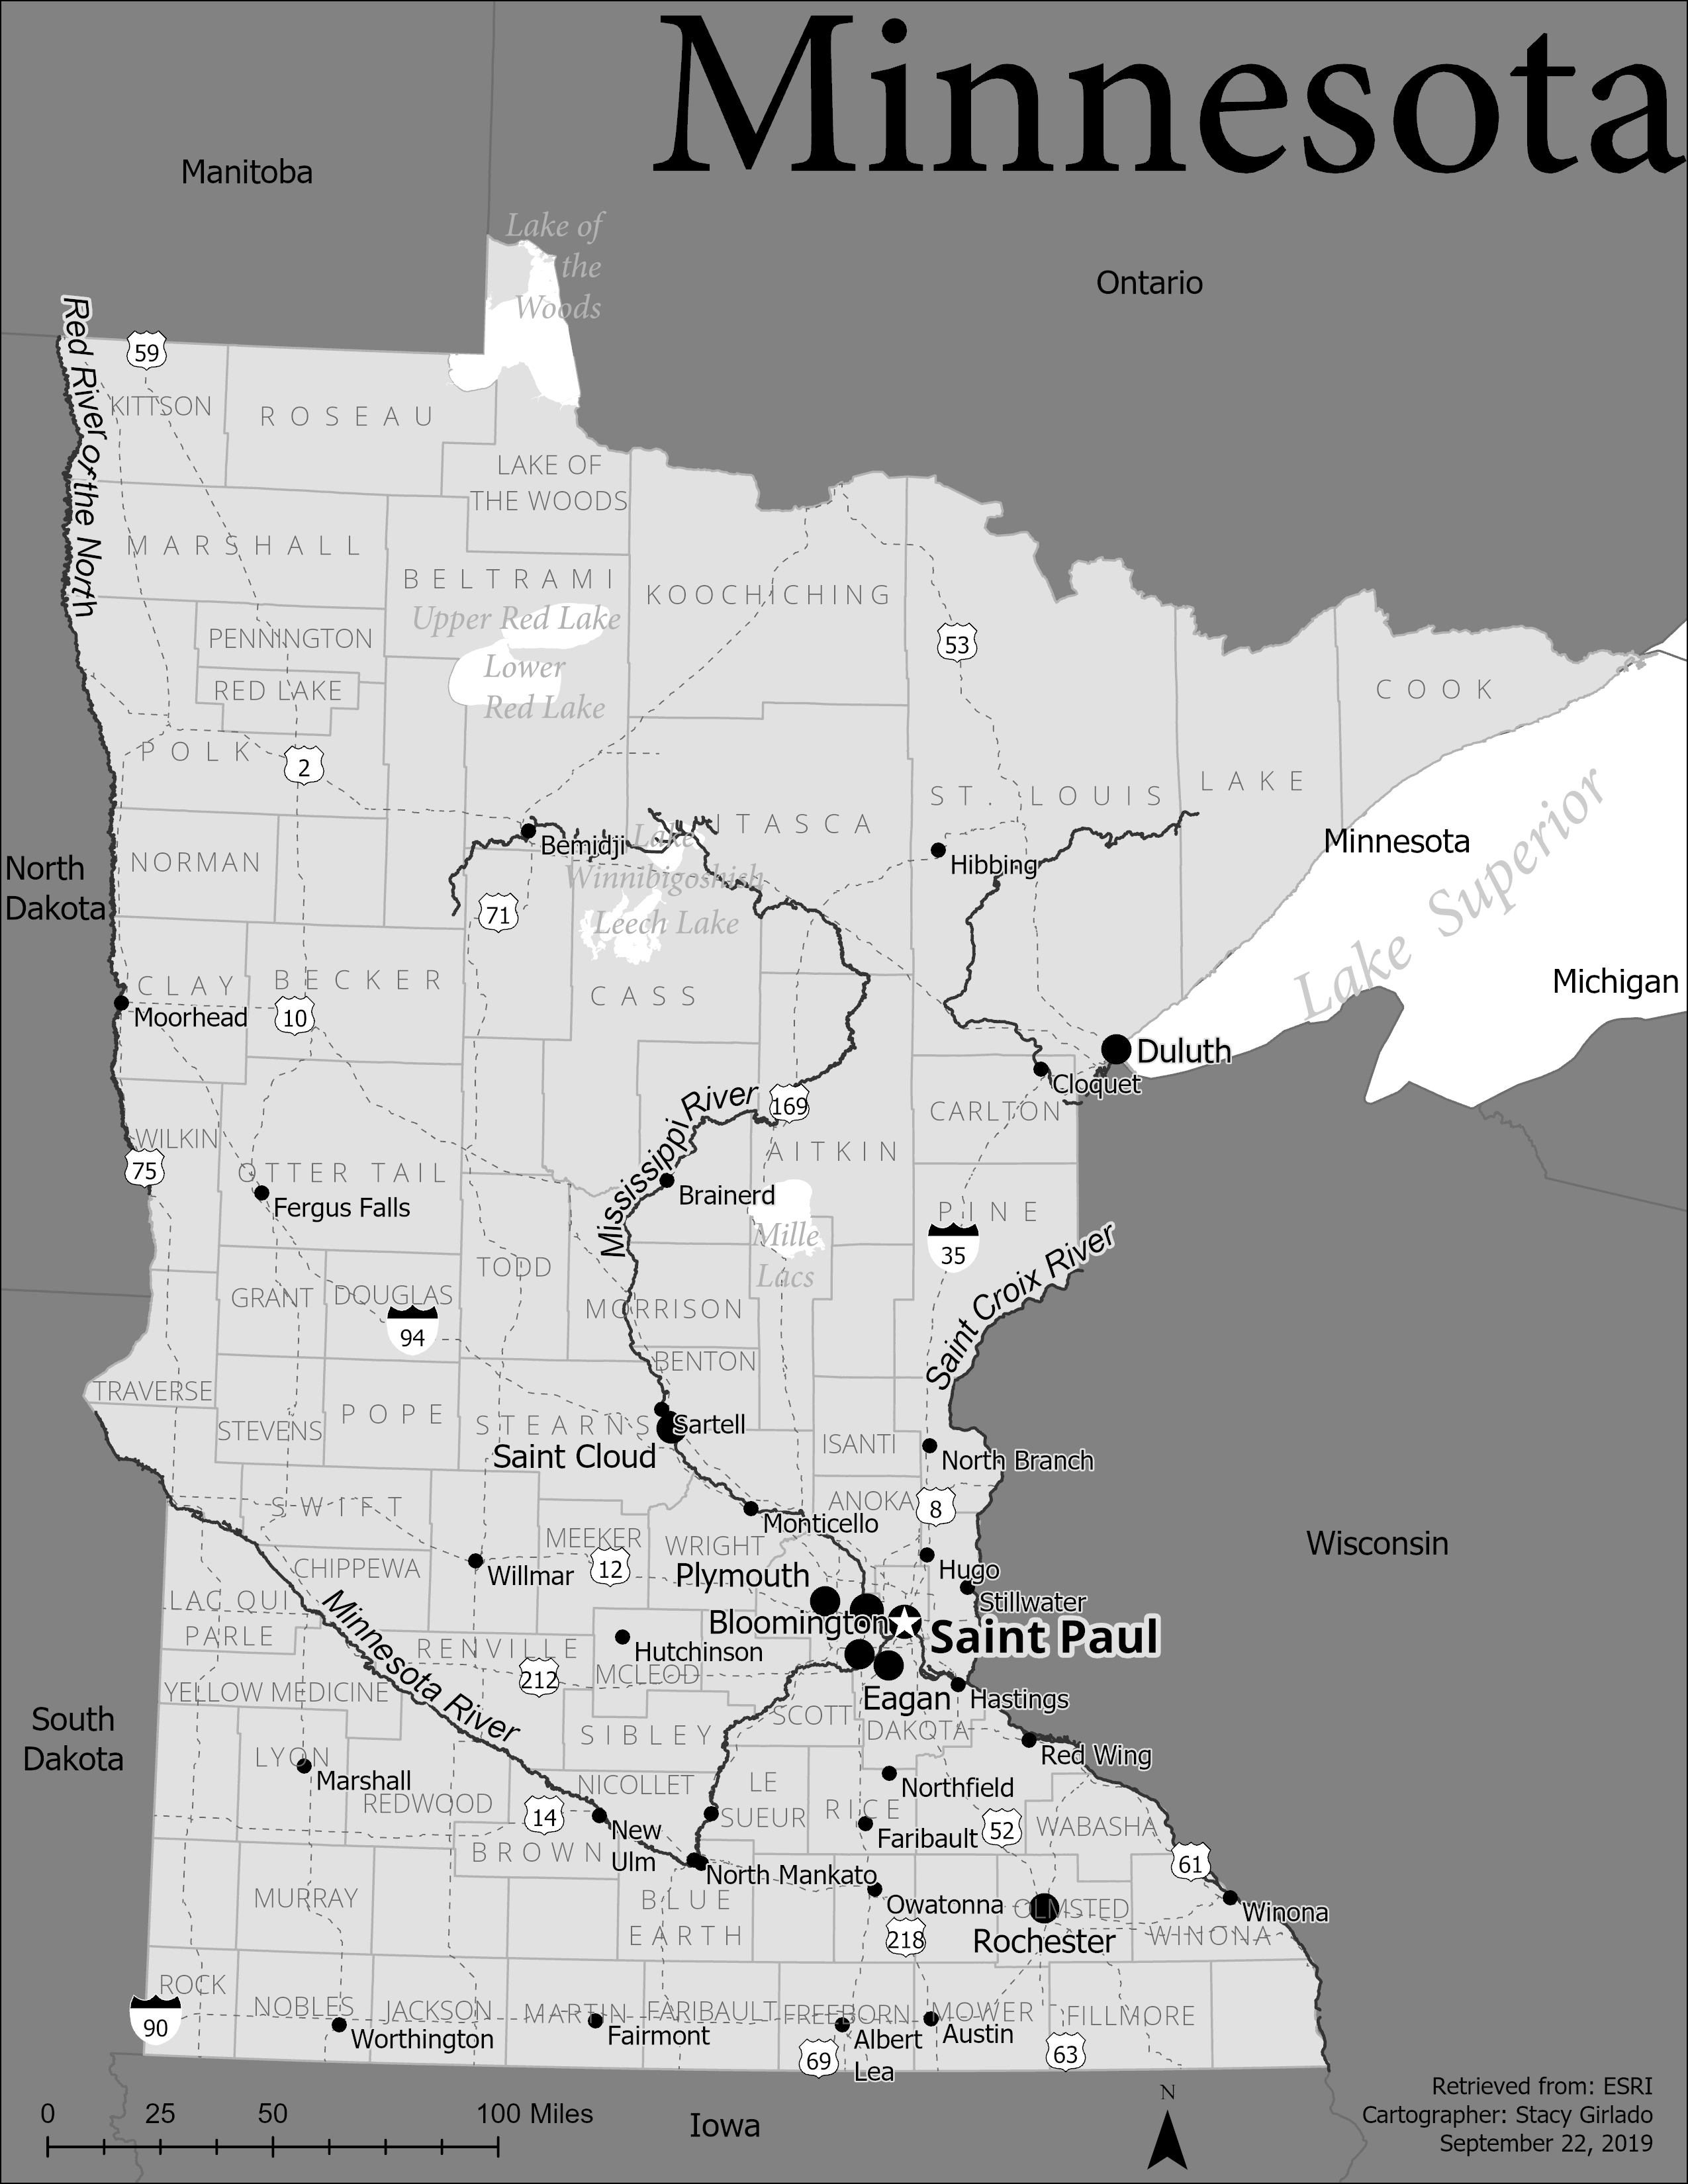 Minnesota
Manitoba
Lake of
the
Woods
Ontario
Red River of the North
59
KITTSON
ROSEAU
LAKE OF
THE WOODS
MARSHALL
BELTRAMI
KOOCHICHING
Upper Red Lake
PENNINGTON
53
Lower
Red Lake
RED LAKE
COOK
POLK
2
ST. LOUIS
LAKE
ITASCA
Lake
Winnibigoshish
Minnesota
Lake Superior
Bemidji
Hibbing
NORMAN
North
Dakota
71
Leech Lake
CLAY
BECKER
CASS
Michigan
Moorhead
10
Duluth
Cloquet
Mississippi River
169
CARLTON
WILKIN
AITKIN
75
OTTER TAIL
Brainerd
Fergus Falls
PINE
Mille
Lacs
35
Saint Croix River
TODD
GRANT
DOUGLAS
MORRISON
94
BENTON
TRAVERSE
STEVENS
POPE
STEARNS
Sartell
Saint Cloud
ISANTI
North Branch
SWIFT
ANOKA
8
Monticello
MEEKER
WRIGHT
Wisconsin
CHIPPEWA
12
Willmar
Plymouth
Hugo
LAC QUI
PARLE
Stillwater
Minnesota River
Bloomington
Saint Paul
RENVILLE
Hutchinson
212
MCLEOD
YELLOW MEDICINE
Eagan
Hastings
South
Dakota
SCOTT
DAKOTA
SIBLEY
LYON
Marshall
Red Wing
NICOLLET
LE
SUEUR
Northfield
REDWOOD
14
RICE
52
WABASHA
New
Ulm
Faribault
BROWN
61
North Mankato
MURRAY
BLUE
EARTH
Owatonna
OLMSTED
Winona
218
Rochester
WINONA
ROCK
NOBLES
JACKSON
MARTIN
FARIBAULT
FREEBORN
MOWER
FILLMORE
90
Worthington
Fairmont
Albert
Lea
Austin
69
63
0 25 50 100 Miles
Iowa
N
Retrieved from: ESRI
Cartographer: Stacy Girlado
September 22, 2019